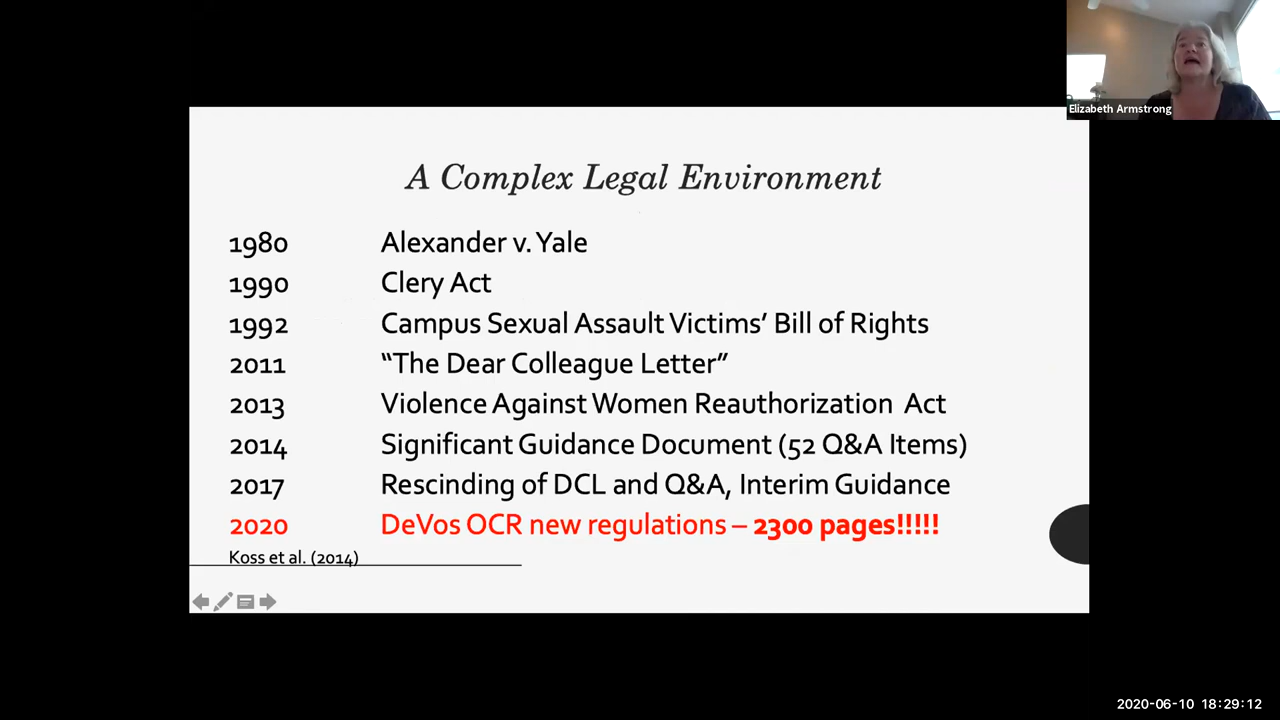 Elizabeth Armstrong
A Complex Legal Environment
1980 Alexander v. Yale
1990 Clery Act
1992 Campus Sexual Assault Victims’ Bill of Rights
2011 “The Dear Colleague Letter”
2013 Violence Against Women Reauthorization Act
2014 Significant Guidance Document (52 Q&A Items)
2017 Rescinding of DCL and Q&A, Interim Guidance
2020 DeVos OCR new regulations – 2300 pages!!!!!
Koss et al. (2014)
2020-06-10 18:29:12